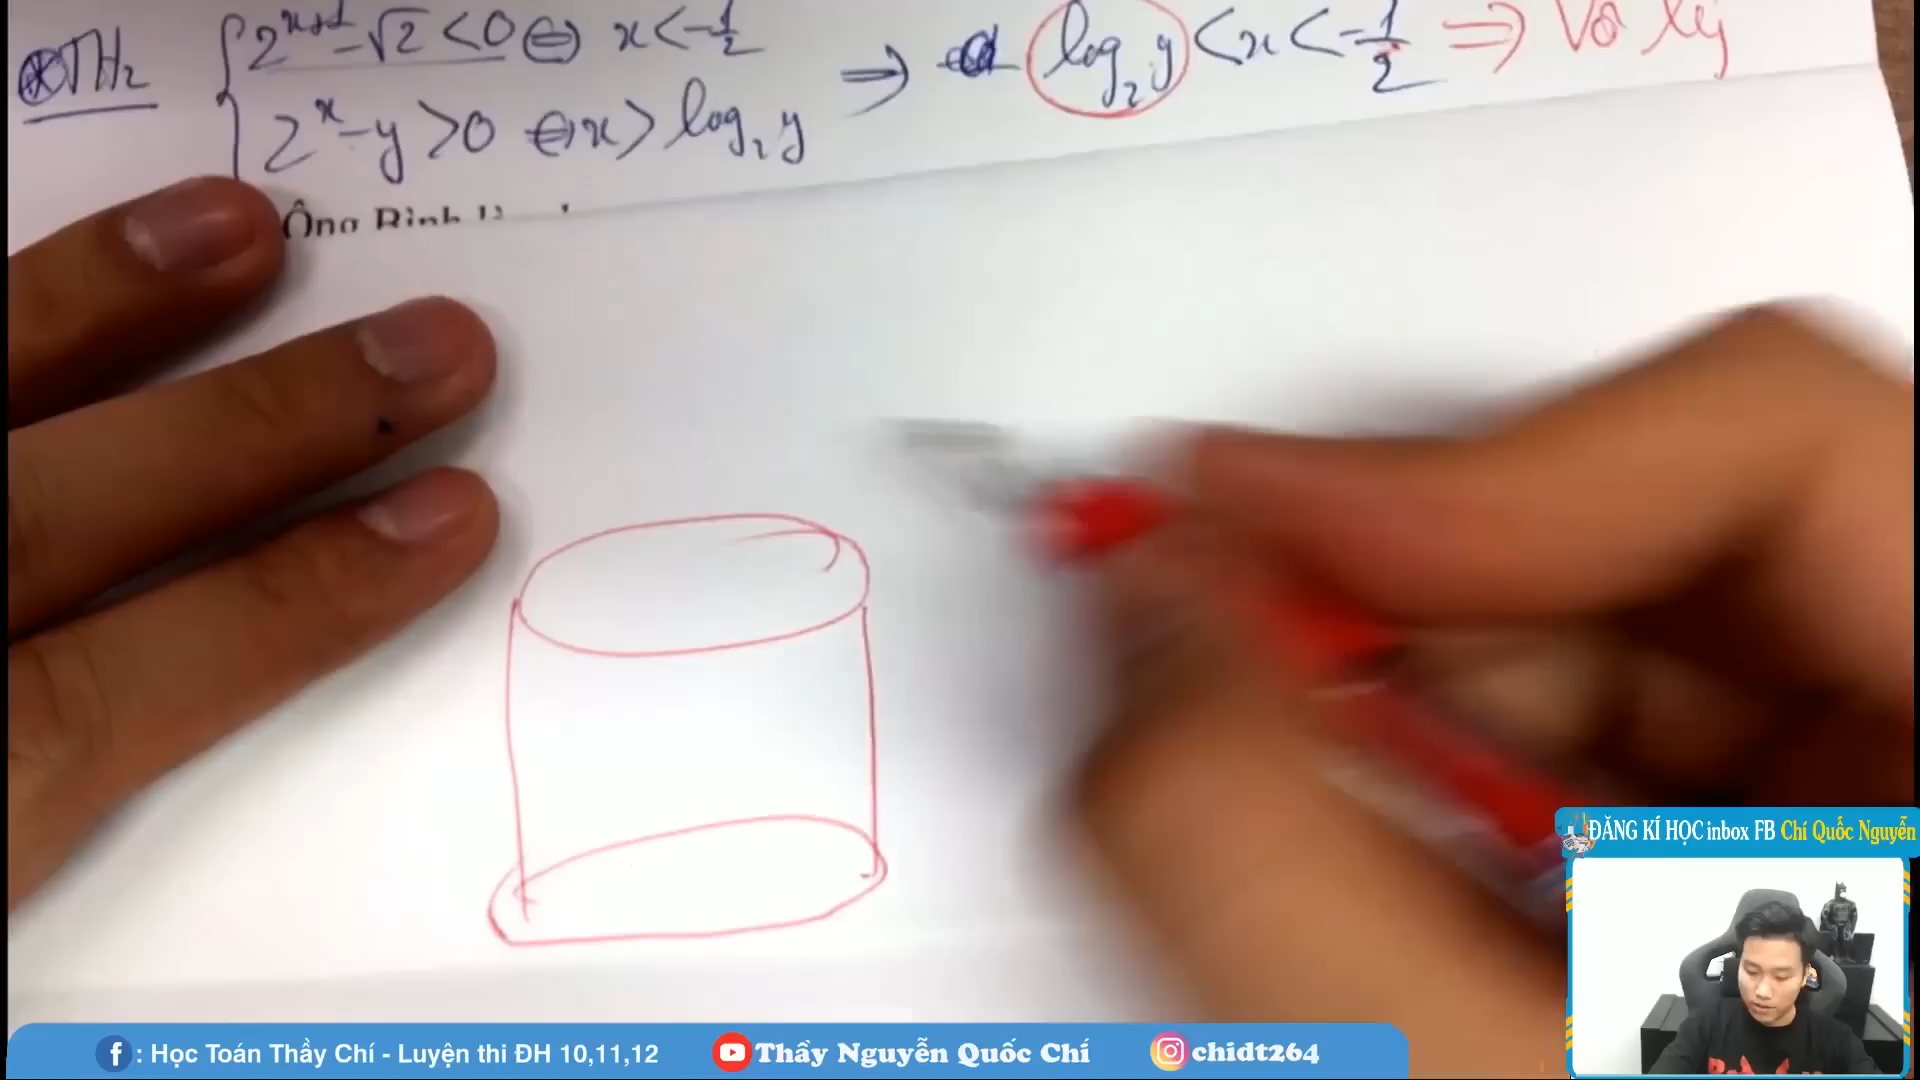 TH₂ { 2^{x+1} - √2 < 0 ⇔ x < -1/2 ⇒ log₂y < x < -1/2 ⇒ Vô lý
2^x - y > 0 ⇔ x > log₂y
Ông Bình
ĐĂNG KÍ HỌC inbox FB Chí Quốc Nguyễn
f : Học Toán Thầy Chí - Luyện thi ĐH 10,11,12
Thầy Nguyễn Quốc Chí
chidt264